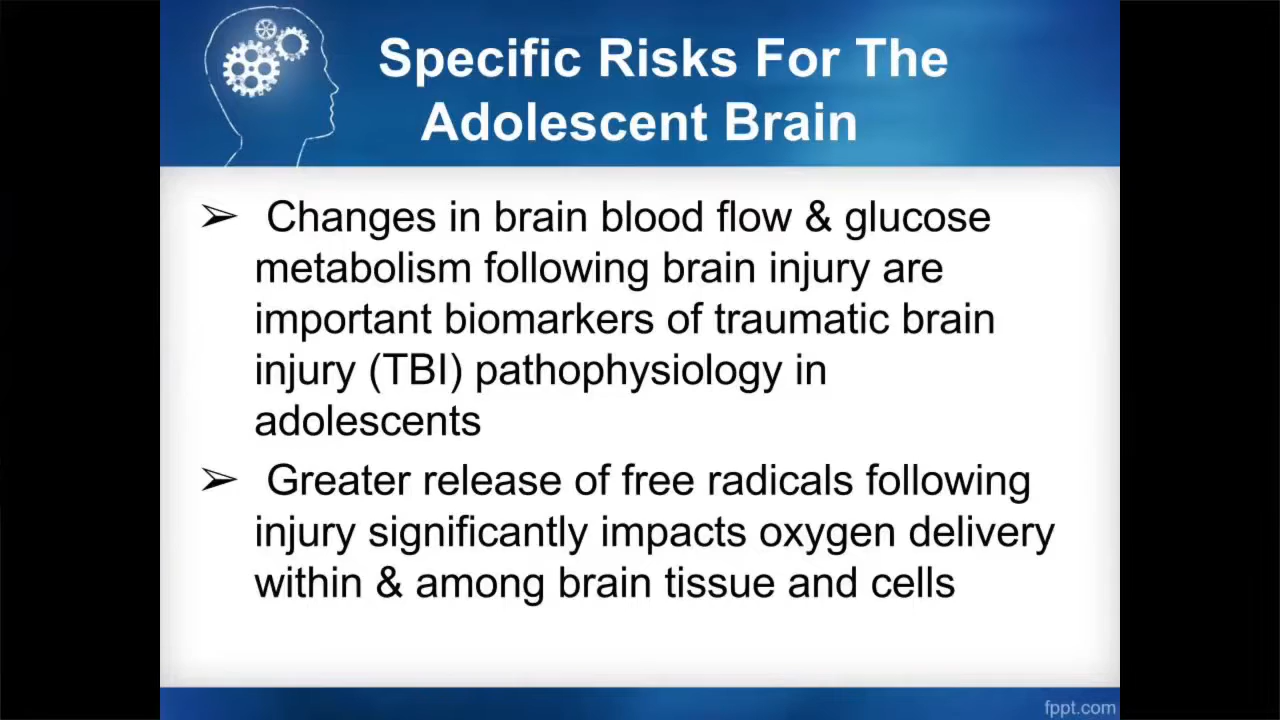 Specific Risks For The
Adolescent Brain
➢ Changes in brain blood flow & glucose
metabolism following brain injury are
important biomarkers of traumatic brain
injury (TBI) pathophysiology in
adolescents
➢ Greater release of free radicals following
injury significantly impacts oxygen delivery
within & among brain tissue and cells
fppt.com